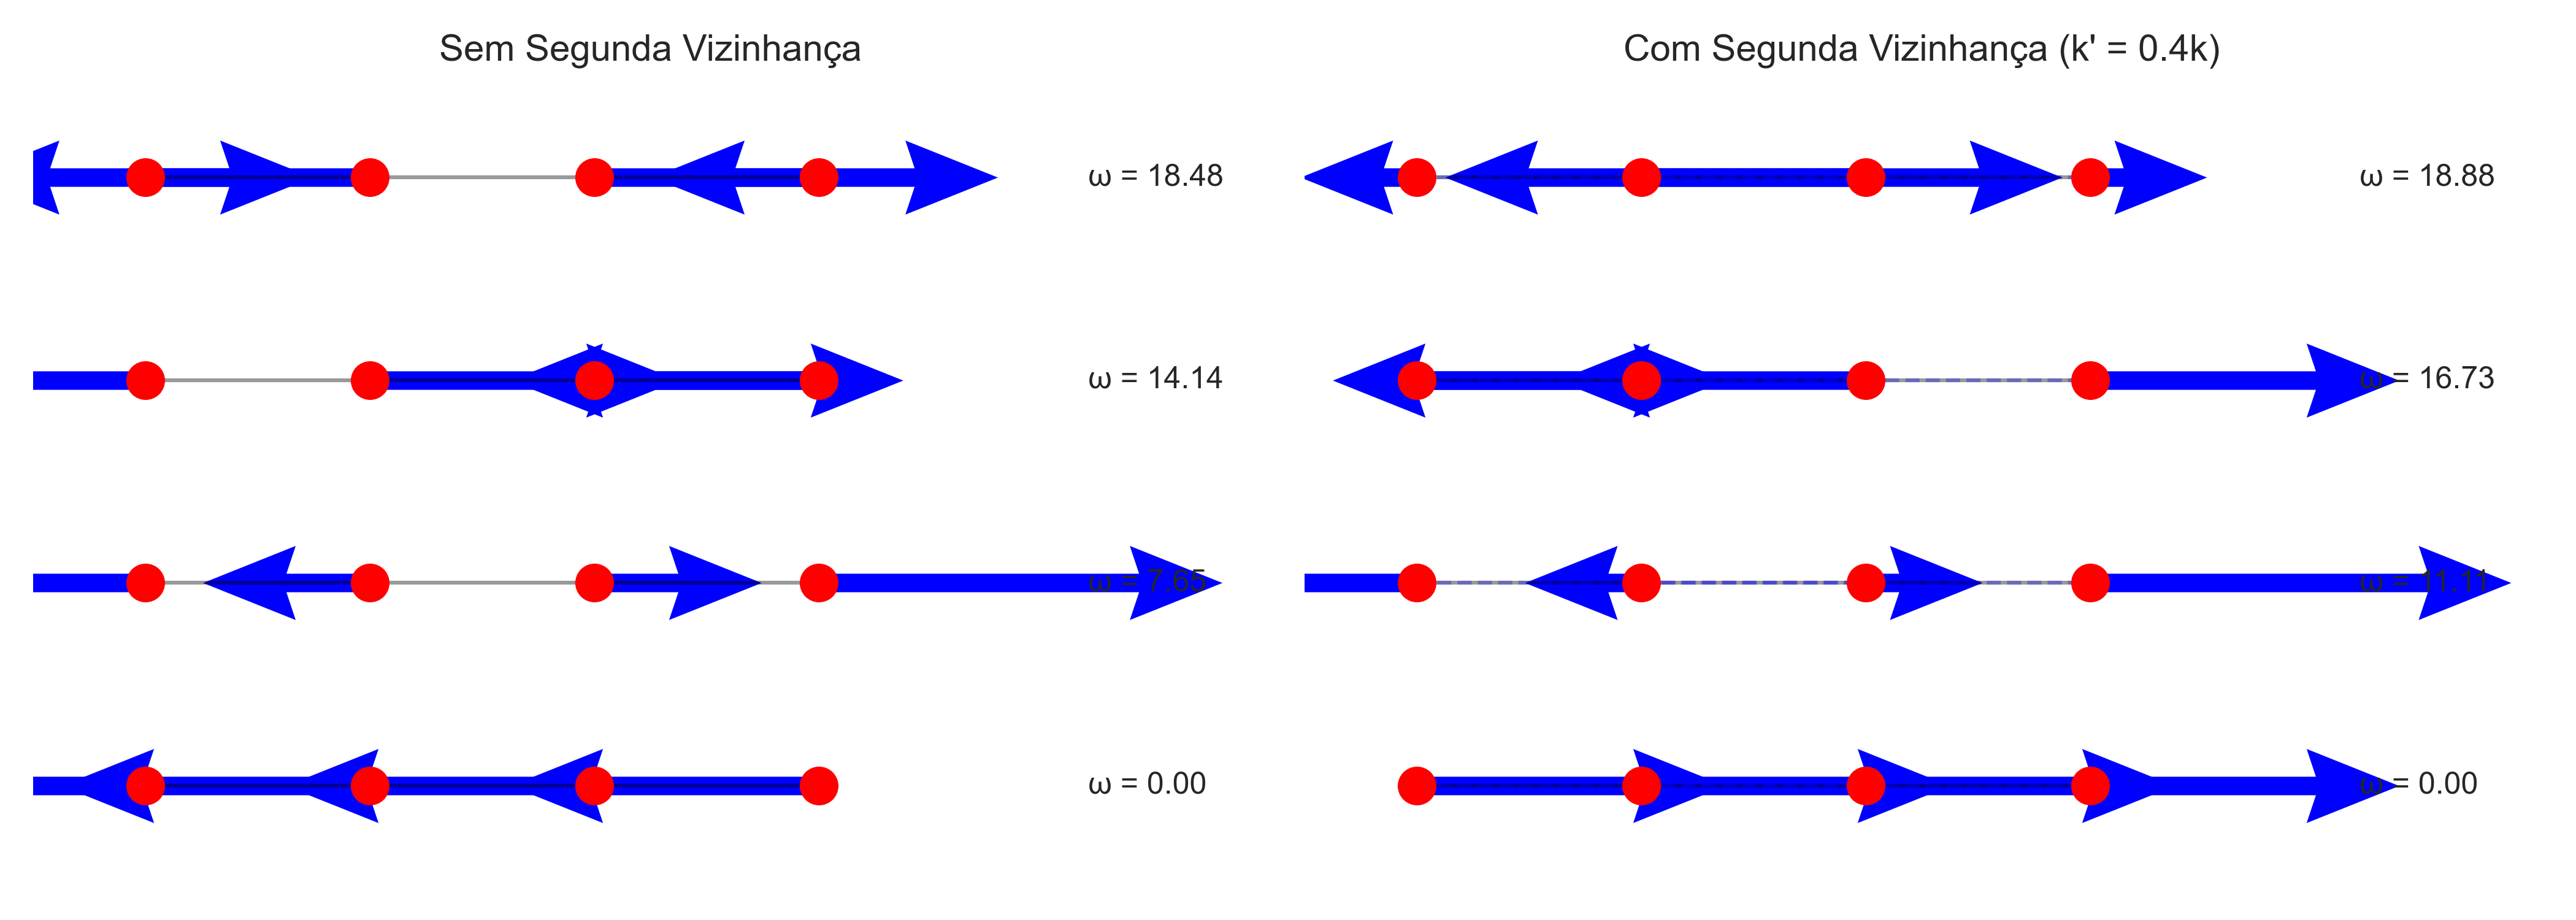 Sem Segunda Vizinhança
ω = 18.48
ω = 14.14
ω = 7.65
ω = 0.00
Com Segunda Vizinhança (k' = 0.4k)
ω = 18.88
ω = 16.73
ω = 11.11
ω = 0.00